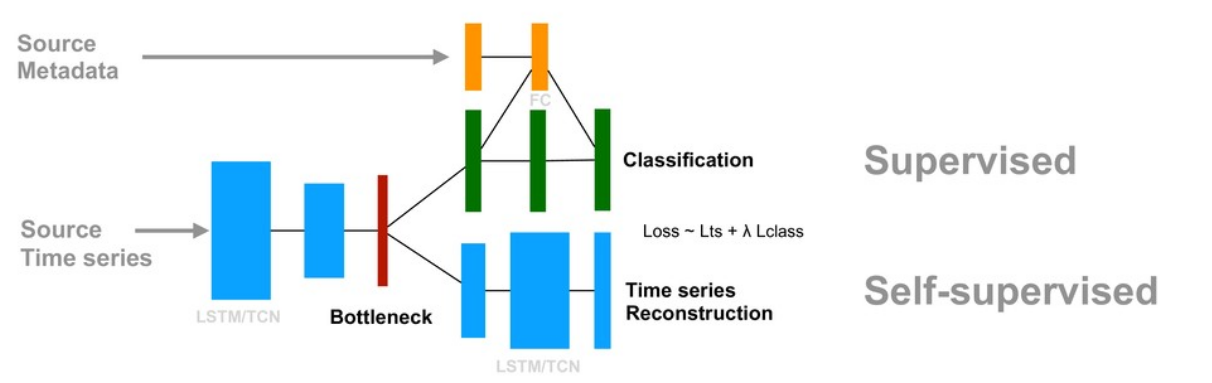 Source
Metadata
FC
Classification
Supervised
Source
Time series
LSTM/TCN
Bottleneck
Loss ~ Lts + λ Lclass
Time series
Reconstruction
Self-supervised
LSTM/TCN